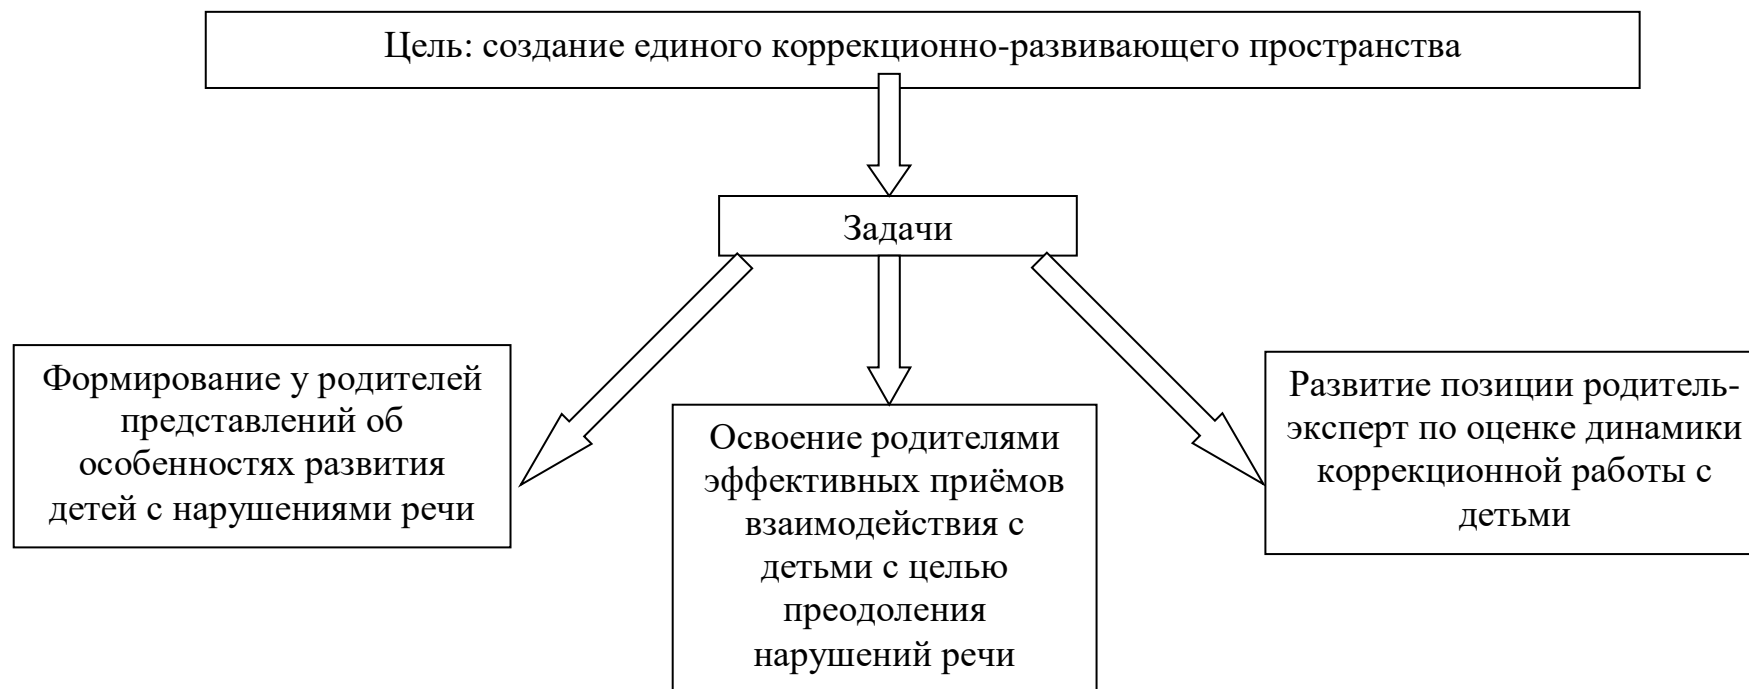 Цель: создание единого коррекционно-развивающего пространства
Задачи
Формирование у родителей
представлений об
особенностях развития
детей с нарушениями речи
Освоение родителями
эффективных приёмов
взаимодействия с
детьми с целью
преодоления
нарушений речи
Развитие позиции родитель-
эксперт по оценке динамики
коррекционной работы с
детьми